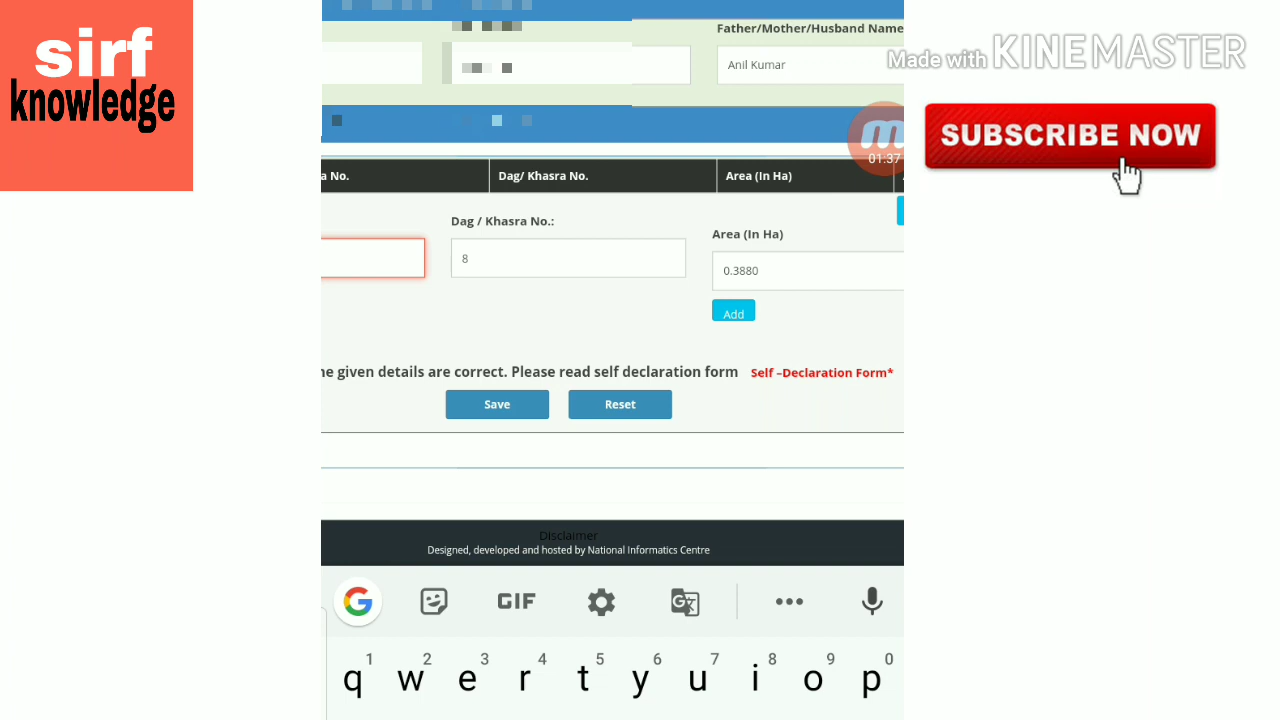 sirf
knowledge
Father/Mother/Husband Name
Anil Kumar
Made with KINEMASTER
SUBSCRIBE NOW
01:37
a No.
Dag/ Khasra No.
Area (In Ha)
Dag / Khasra No.:
8
Area (In Ha)
0.3880
Add
he given details are correct. Please read self declaration form Self –Declaration Form*
Save Reset
Disclaimer
Designed, developed and hosted by National Informatics Centre
G GIF G
1 2 3 4 5 6 7 8 9 0
q w e r t y u i o p